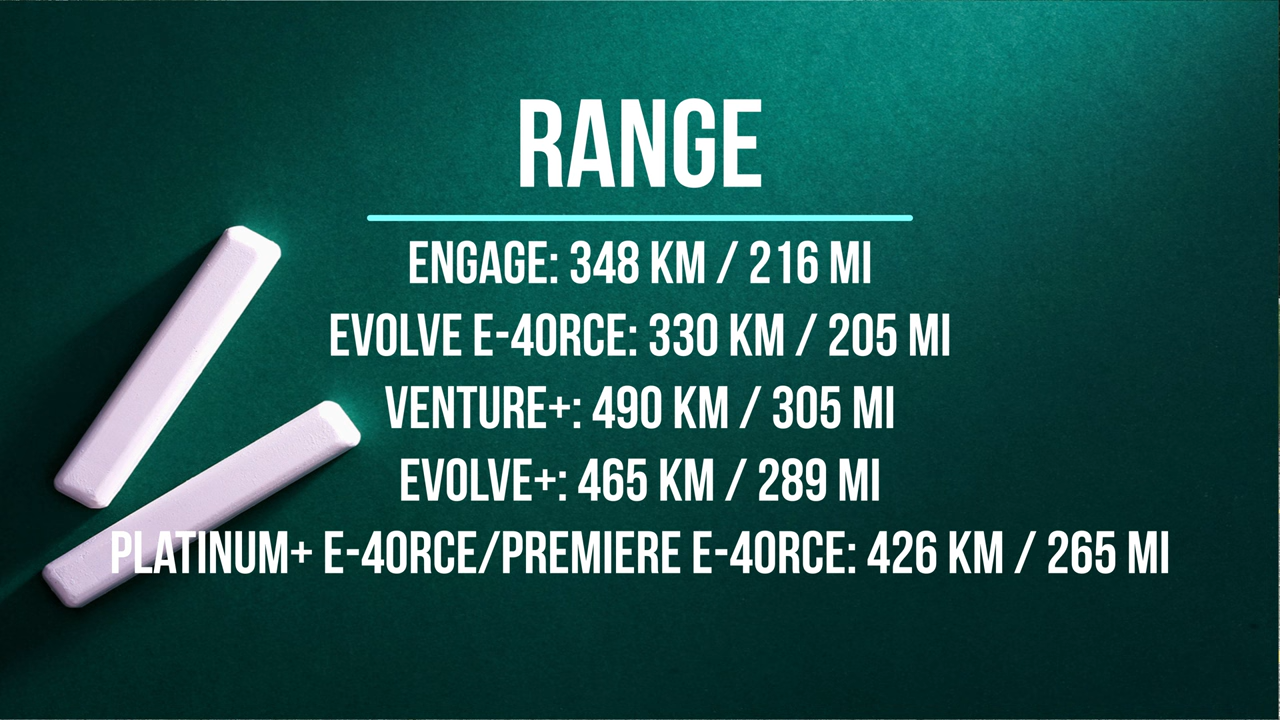 RANGE
ENGAGE: 348 KM / 216 MI
EVOLVE E-4ORCE: 330 KM / 205 MI
VENTURE+: 490 KM / 305 MI
EVOLVE+: 465 KM / 289 MI
PLATINUM+ E-4ORCE/PREMIERE E-4ORCE: 426 KM / 265 MI